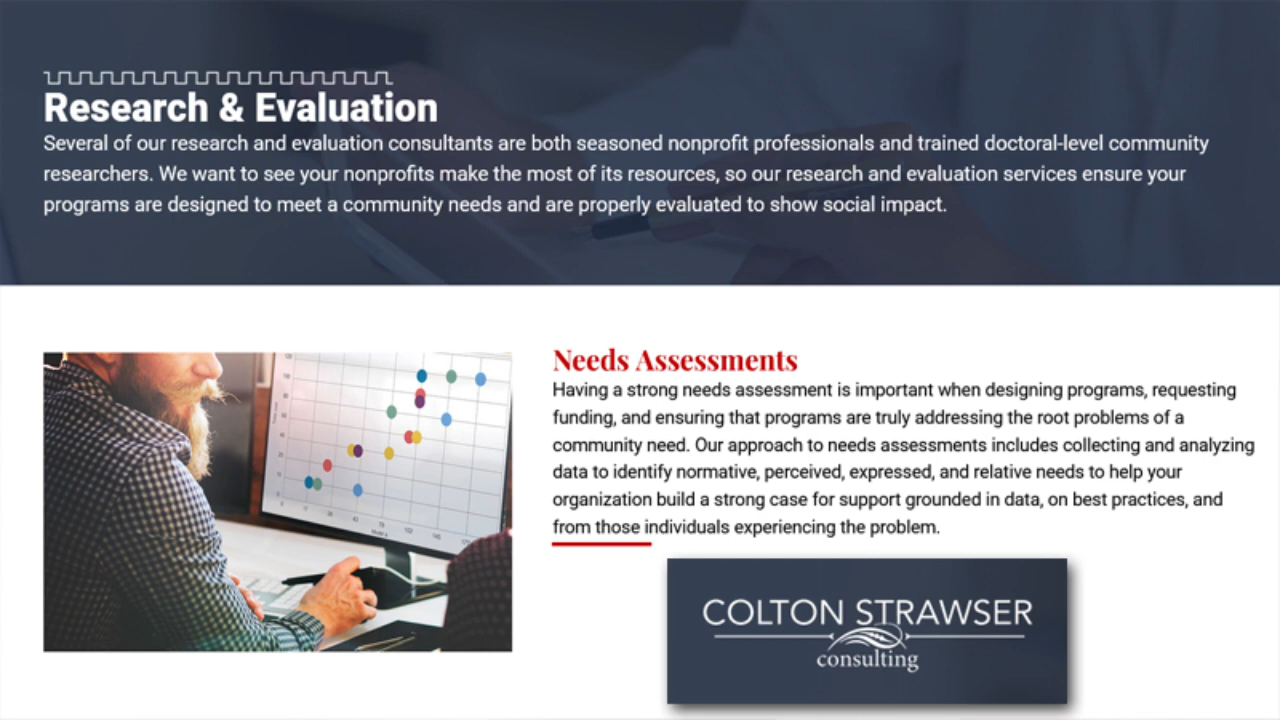 Research & Evaluation
Several of our research and evaluation consultants are both seasoned nonprofit professionals and trained doctoral-level community
researchers. We want to see your nonprofits make the most of its resources, so our research and evaluation services ensure your
programs are designed to meet a community needs and are properly evaluated to show social impact.
Needs Assessments
Having a strong needs assessment is important when designing programs, requesting
funding, and ensuring that programs are truly addressing the root problems of a
community need. Our approach to needs assessments includes collecting and analyzing
data to identify normative, perceived, expressed, and relative needs to help your
organization build a strong case for support grounded in data, on best practices, and
from those individuals experiencing the problem.
COLTON STRAWSER
consulting